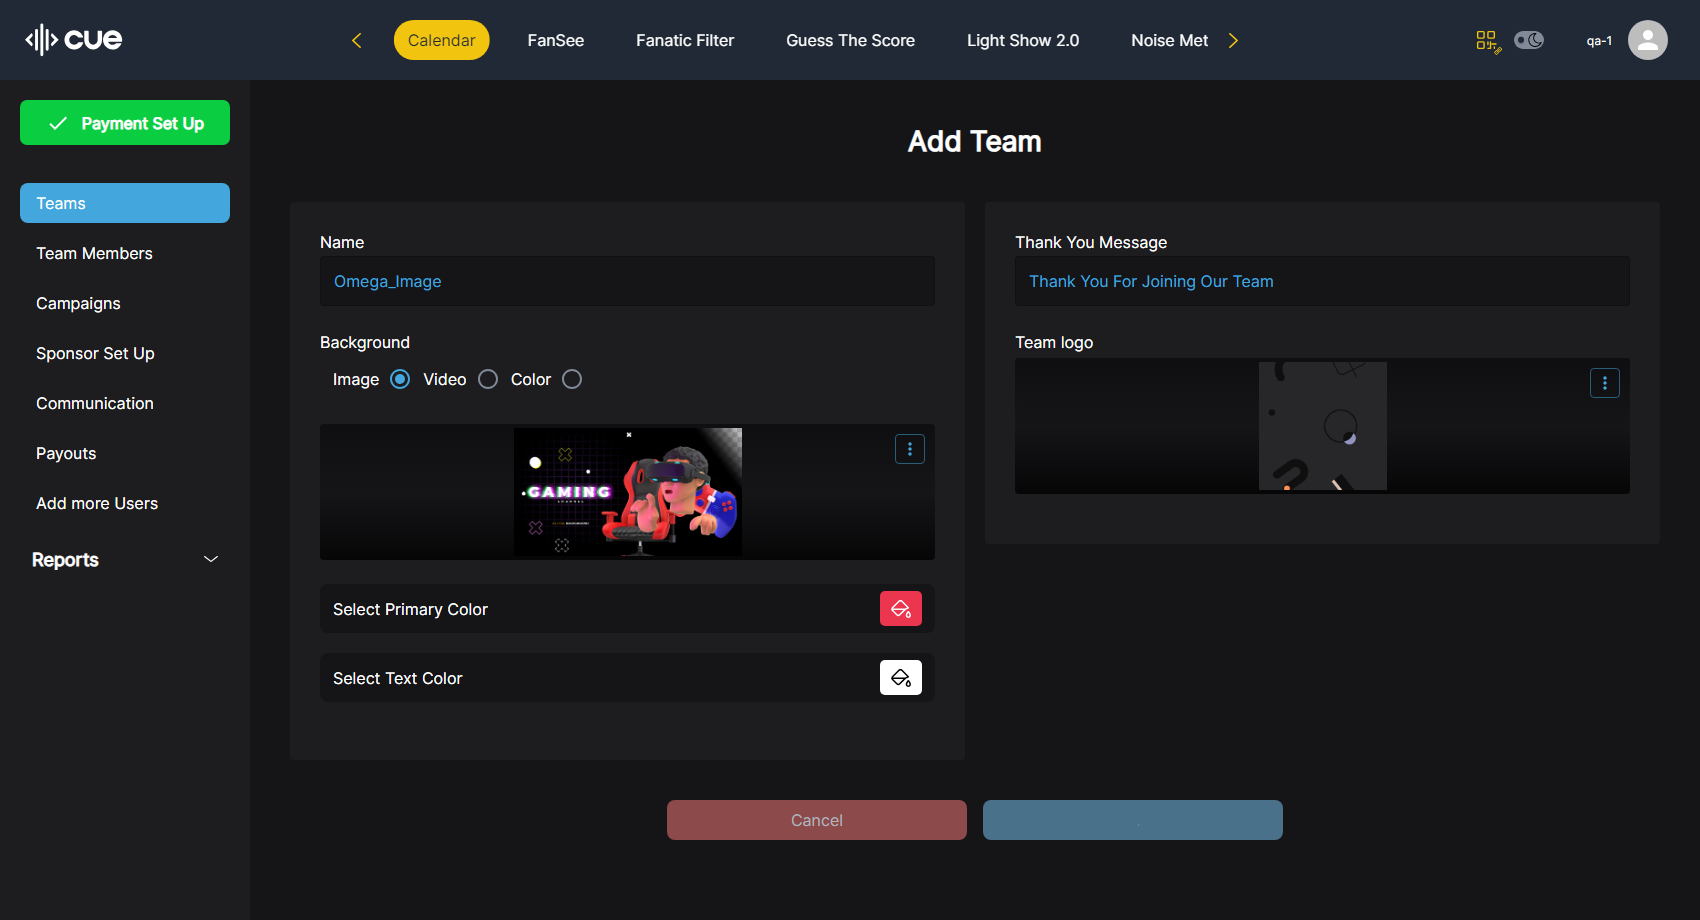 cue
Calendar
FanSee
Fanatic Filter
Guess The Score
Light Show 2.0
Noise Met
qa-1
Payment Set Up
Teams
Team Members
Campaigns
Sponsor Set Up
Communication
Payouts
Add more Users
Reports
Add Team
Name
Omega_Image
Background
Image
Video
Color
GAMING
Select Primary Color
Select Text Color
Thank You Message
Thank You For Joining Our Team
Team logo
Cancel